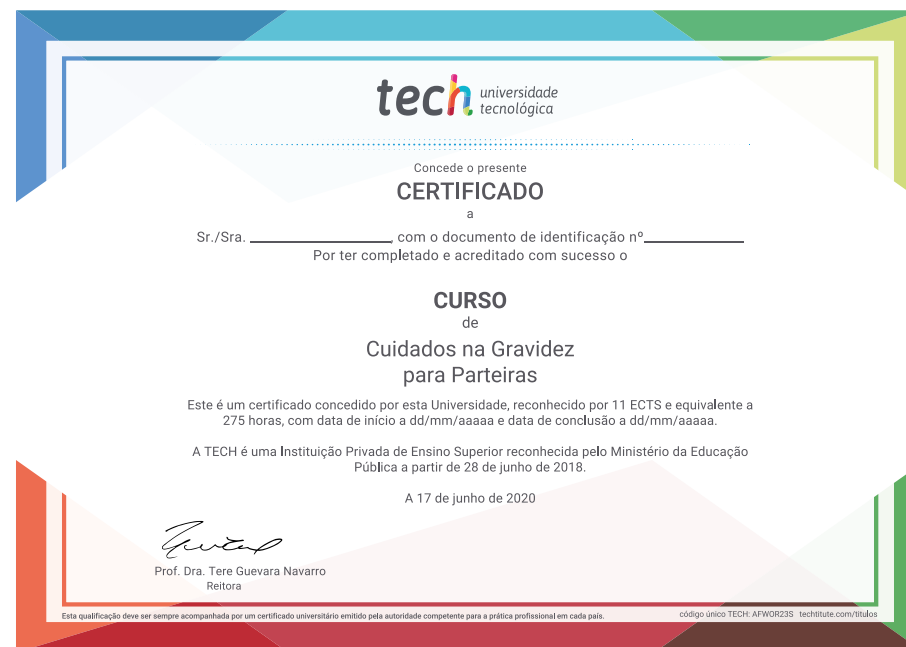 tech universidade
tecnológica
Concede o presente
CERTIFICADO
a
Sr./Sra. ________________, com o documento de identificação nº____________
Por ter completado e acreditado com sucesso o
CURSO
de
Cuidados na Gravidez
para Parteiras
Este é um certificado concedido por esta Universidade, reconhecido por 11 ECTS e equivalente a
275 horas, com data de início a dd/mm/aaaaa e data de conclusão a dd/mm/aaaaa.
A TECH é uma Instituição Privada de Ensino Superior reconhecida pelo Ministério da Educação
Pública a partir de 28 de junho de 2018.
A 17 de junho de 2020
Prof. Dra. Tere Guevara Navarro
Reitora
Esta qualificação deve ser sempre acompanhada por um certificado universitário emitido pela autoridade competente para a prática profissional em cada país.
código único TECH: AFWOR23S techtitute.com/titulos